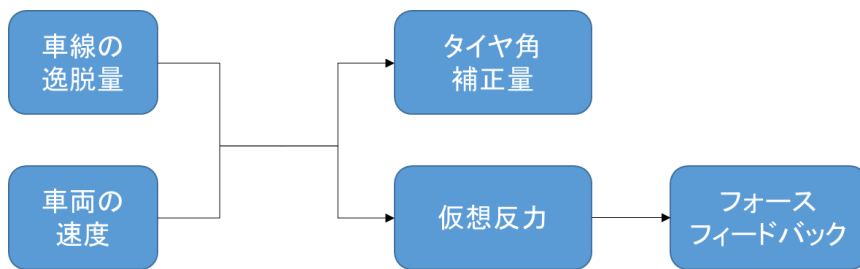 車線の
逸脱量
タイヤ角
補正量
車両の
速度
仮想反力
フォース
フィードバック